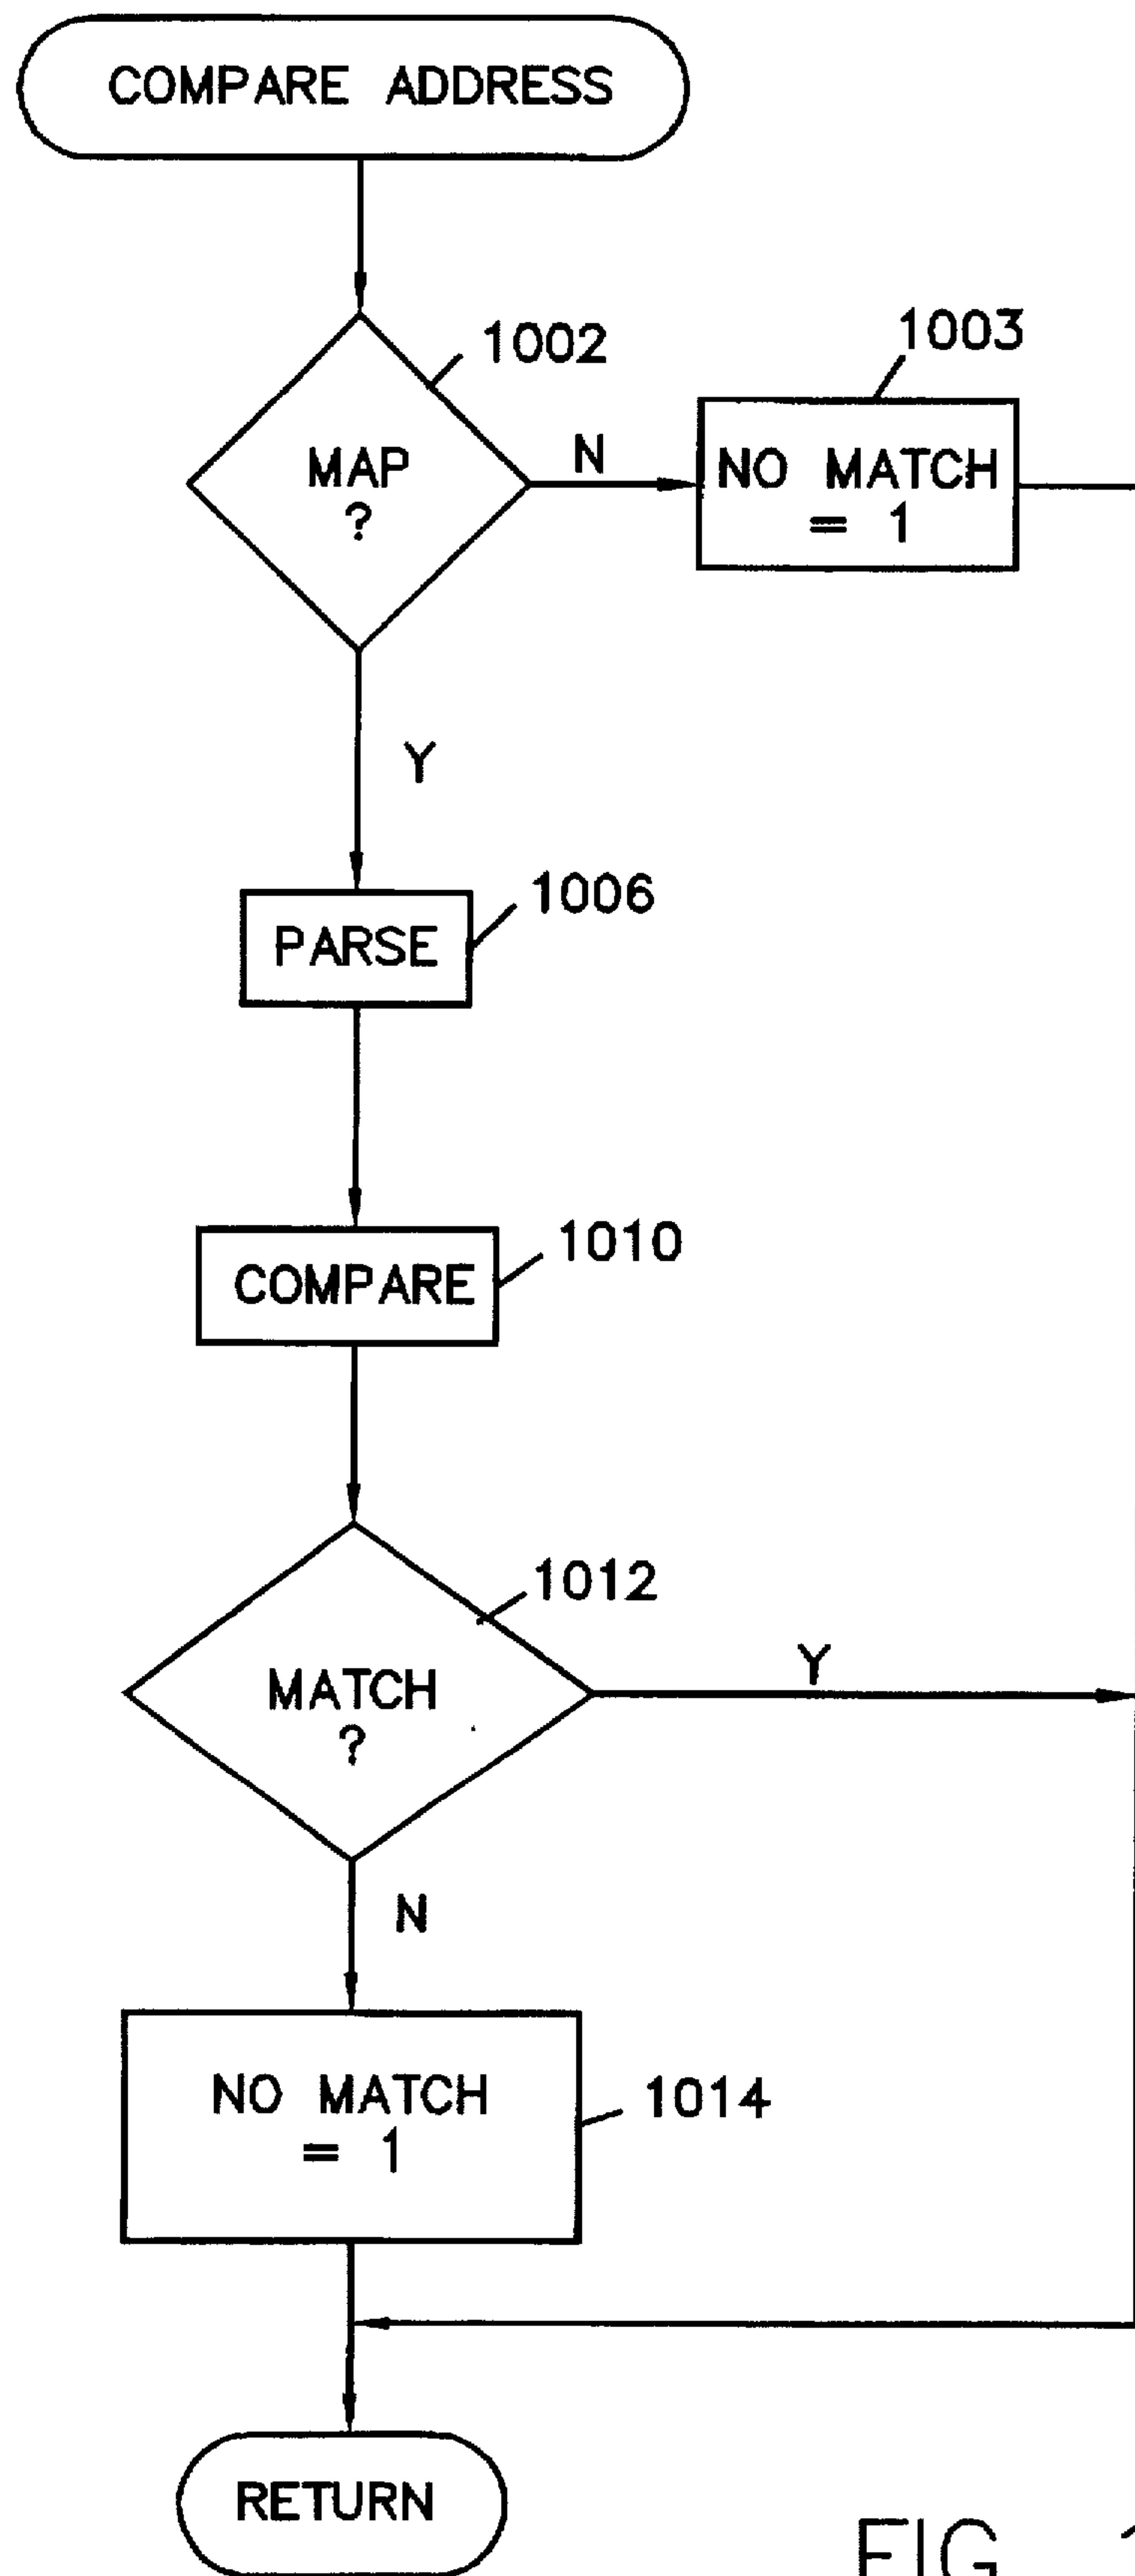 COMPARE ADDRESS
1002
MAP
?
N
1003
NO MATCH
= 1
Y
1006
PARSE
1010
COMPARE
1012
MATCH
?
Y
N
NO MATCH
= 1
1014
RETURN
FIG.